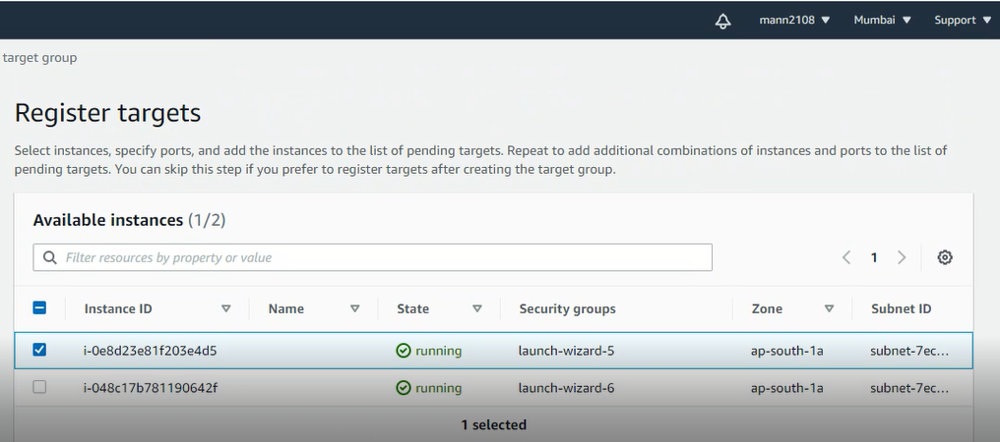 mann2108 Mumbai Support
target group
Register targets
Select instances, specify ports, and add the instances to the list of pending targets. Repeat to add additional combinations of instances and ports to the list of
pending targets. You can skip this step if you prefer to register targets after creating the target group.
Available instances (1/2)
Filter resources by property or value 1
Instance ID Name State Security groups Zone Subnet ID
i-0e8d23e81f203e4d5 running launch-wizard-5 ap-south-1a subnet-7ec...
i-048c17b781190642f running launch-wizard-6 ap-south-1a subnet-7ec...
1 selected